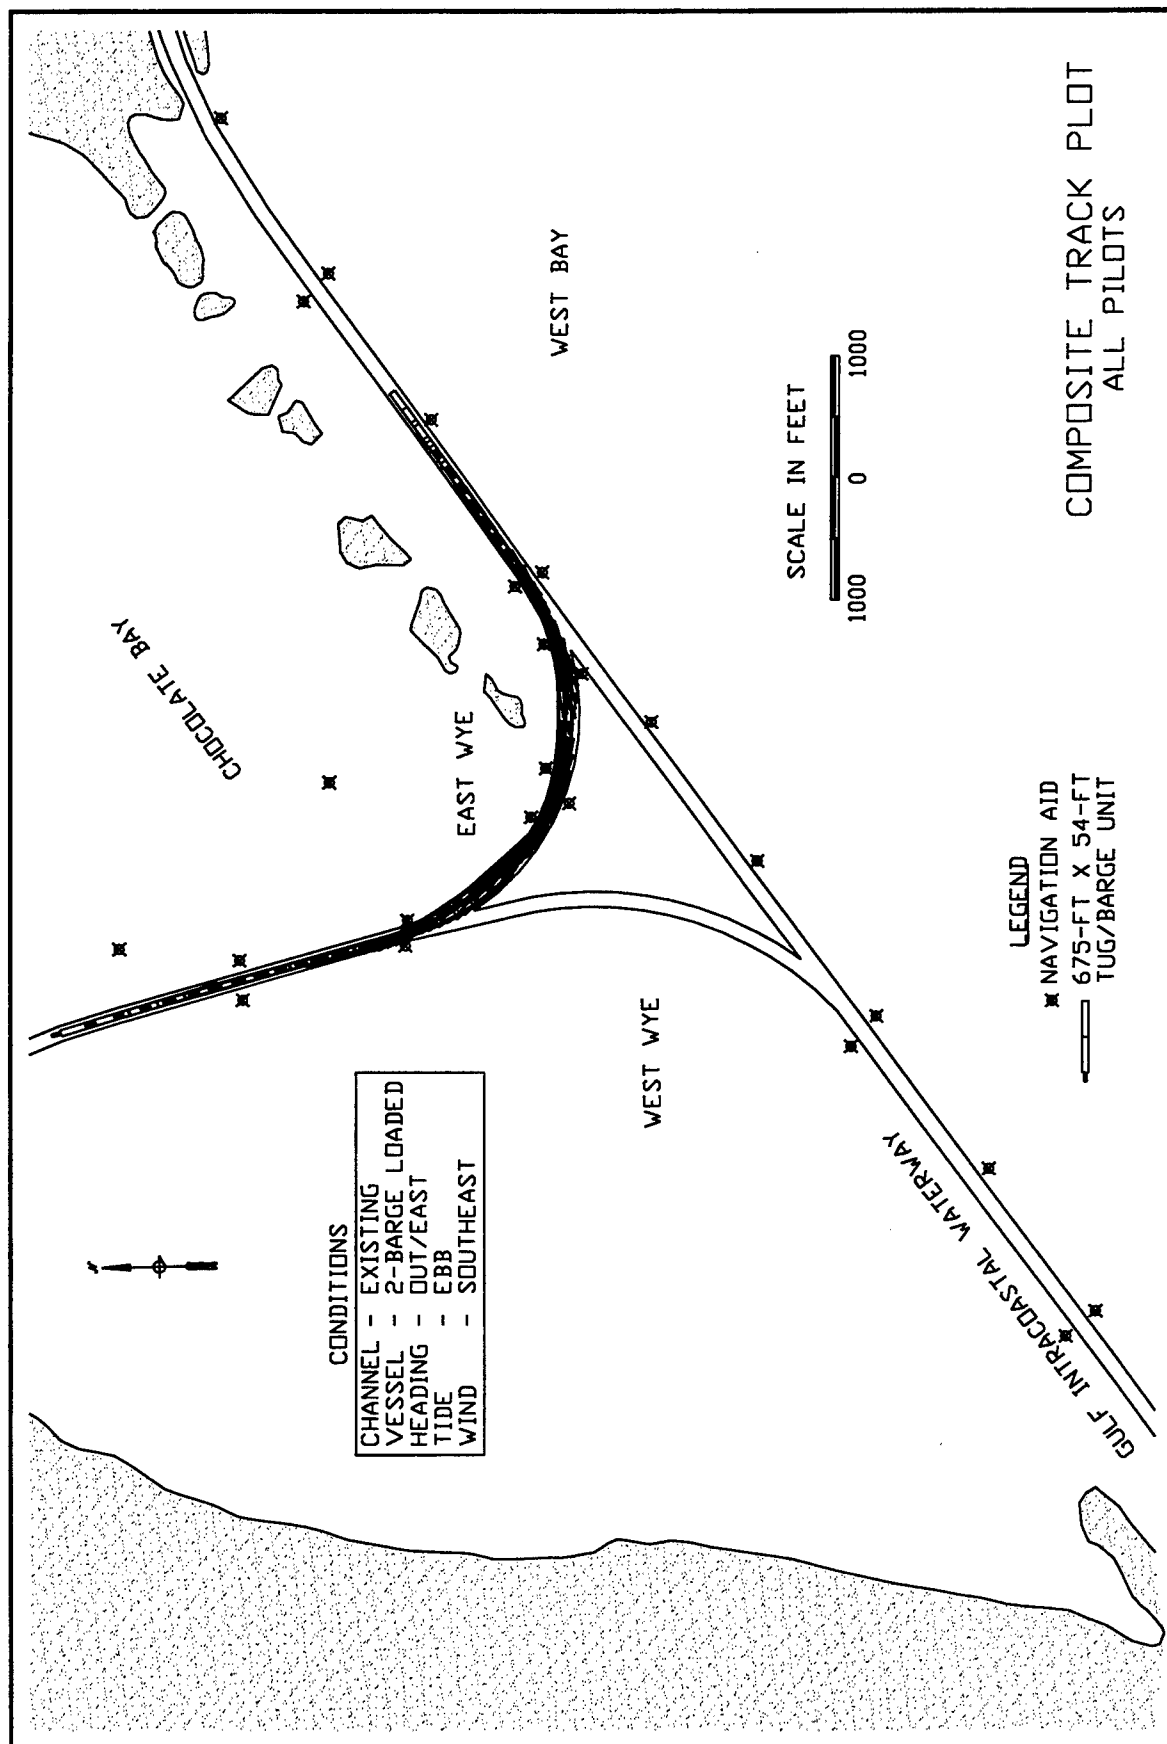 CHOCOLATE BAY
EAST WYE
WEST BAY
WEST WYE
GULF INTRACOASTAL WATERWAY
CONDITIONS
CHANNEL - EXISTING
VESSEL - 2-BARGE LOADED
HEADING - OUT/EAST
TIDE - EBB
WIND - SOUTHEAST
SCALE IN FEET
1000 0 1000
LEGEND
NAVIGATION AID
675-FT X 54-FT
TUG/BARGE UNIT
COMPOSITE TRACK PLOT
ALL PILOTS